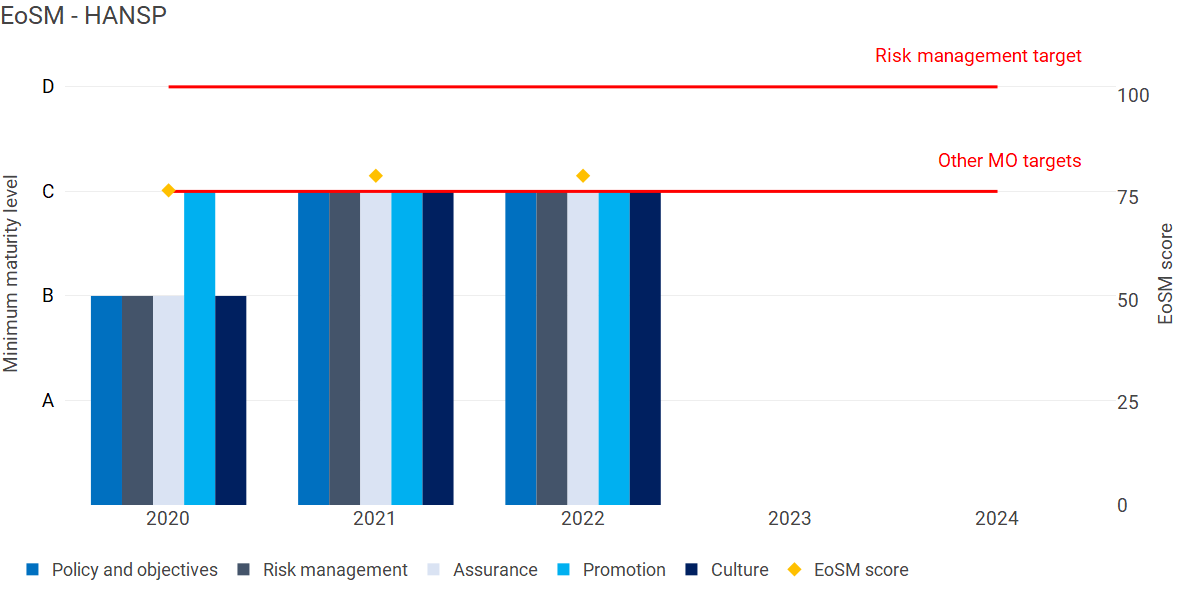 EoSM - HANSP
Risk management target
D
100
Other MO targets
C
75
Minimum maturity level
EoSM score
B
50
A
25
0
2020 2021 2022 2023 2024
Policy and objectives Risk management Assurance Promotion Culture EoSM score